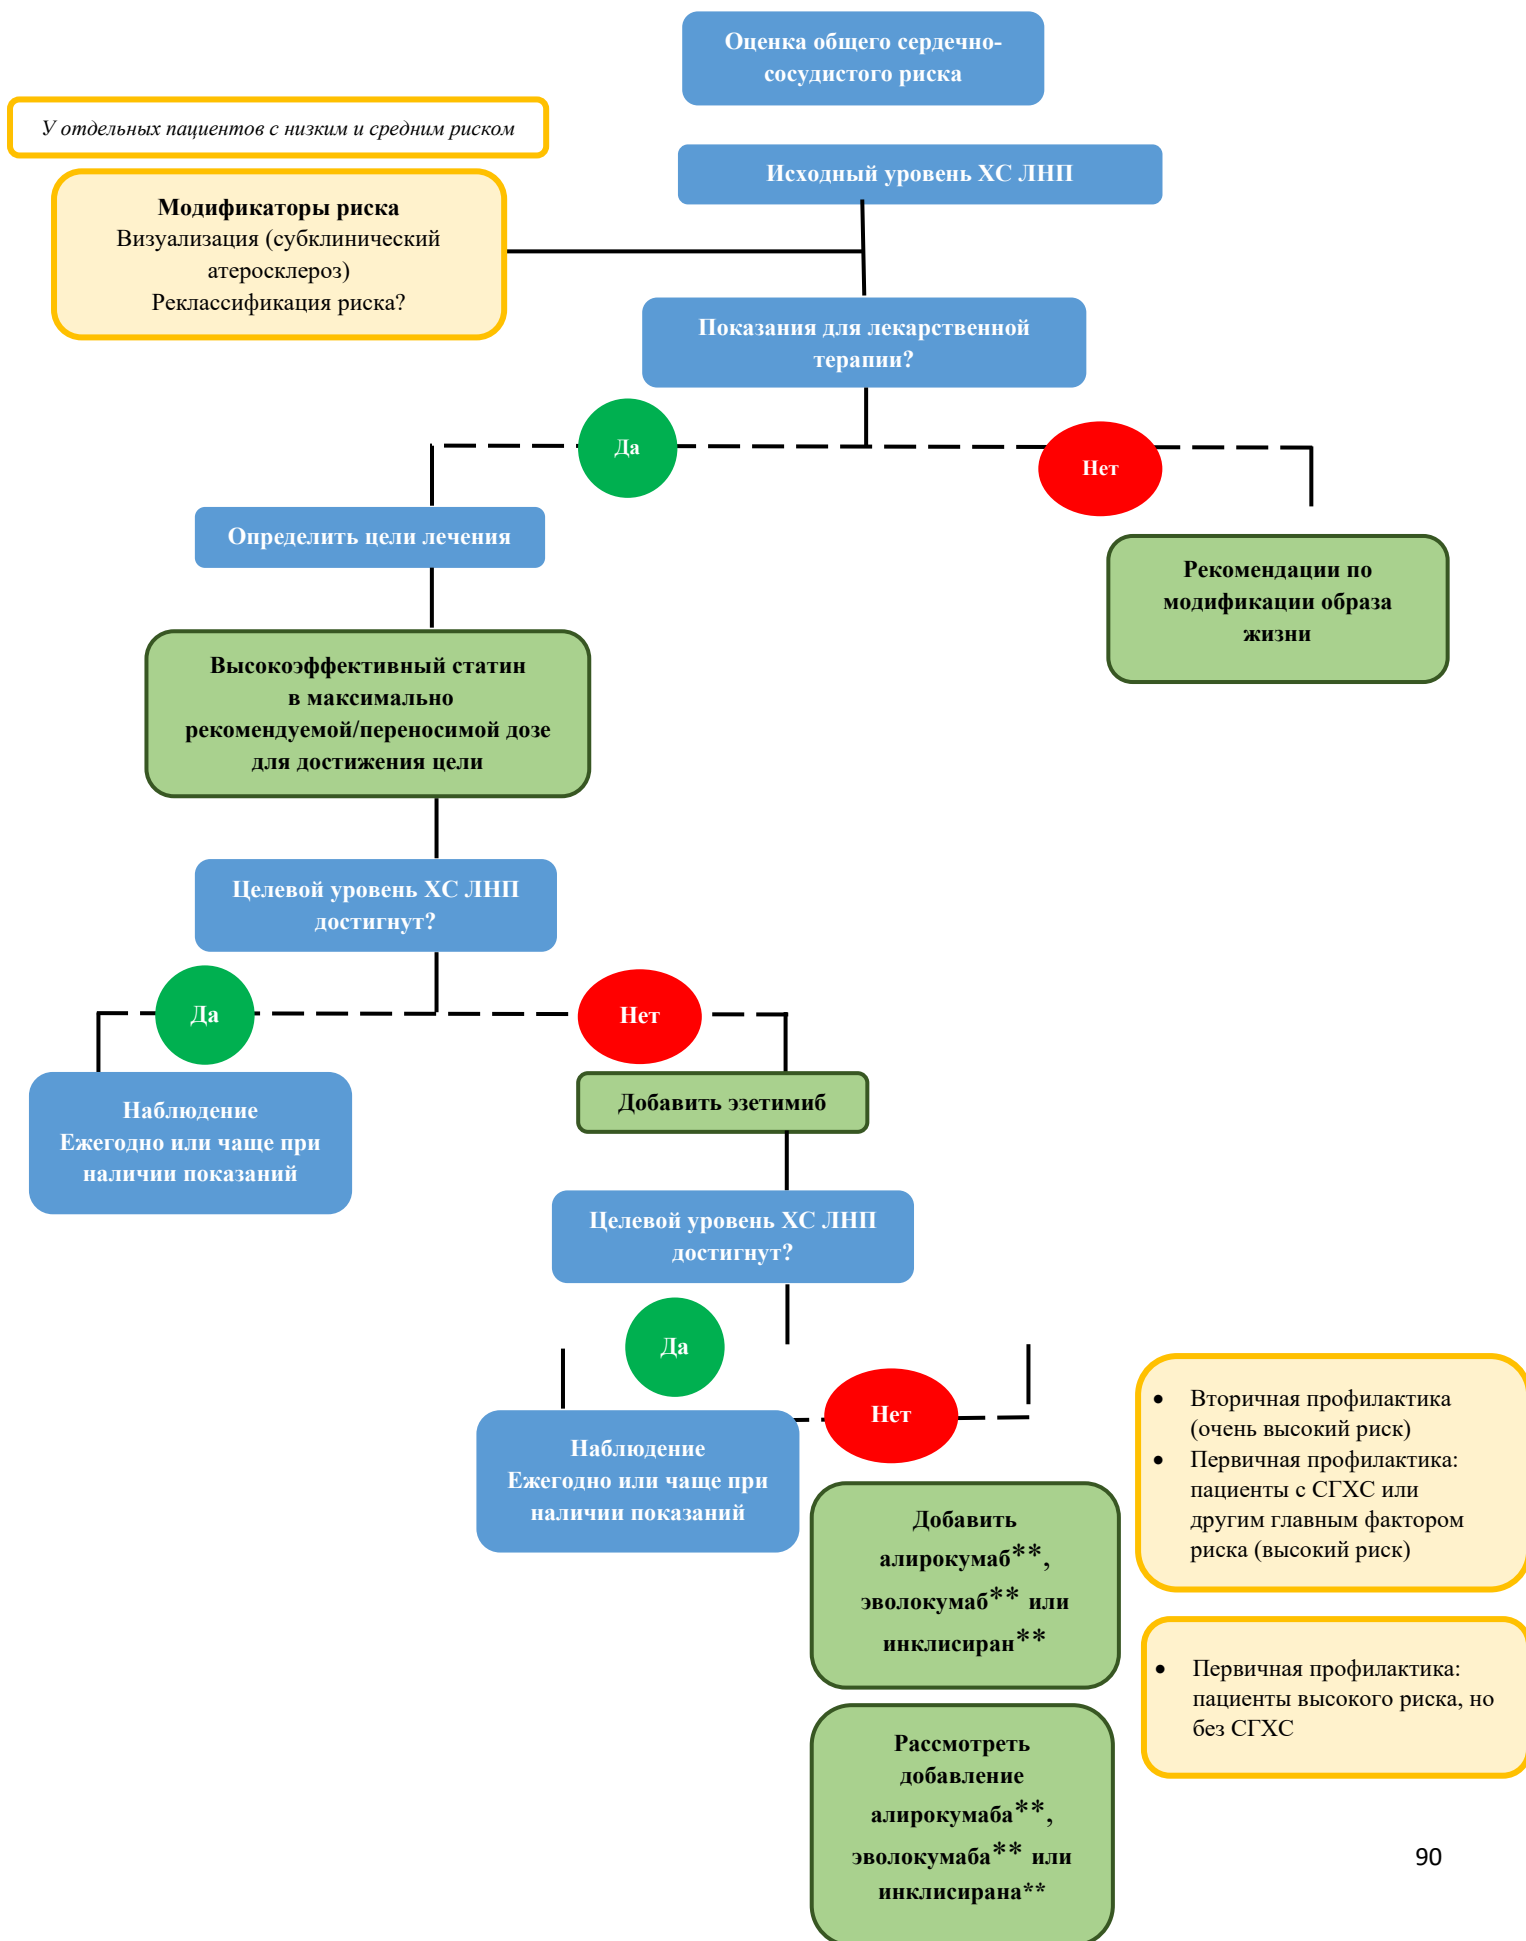 Оценка общего сердечно-
сосудистого риска
У отдельных пациентов с низким и средним риском
Исходный уровень ХС ЛНП
Модификаторы риска
Визуализация (субклинический
атеросклероз)
Реклассификация риска?
Показания для лекарственной
терапии?
Да
Нет
Определить цели лечения
Рекомендации по
модификации образа
жизни
Высокоэффективный статин
в максимально
рекомендуемой/переносимой дозе
для достижения цели
Целевой уровень ХС ЛНП
достигнут?
Да
Нет
Наблюдение
Ежегодно или чаще при
наличии показаний
Добавить эзетимиб
Целевой уровень ХС ЛНП
достигнут?
Да
Нет
Наблюдение
Ежегодно или чаще при
наличии показаний
• Вторичная профилактика
(очень высокий риск)
• Первичная профилактика:
пациенты с СГХС или
другим главным фактором
риска (высокий риск)
Добавить
алирокумаб**,
эволокумаб** или
инклисиран**
• Первичная профилактика:
пациенты высокого риска, но
без СГХС
Рассмотреть
добавление
алирокумаба**,
эволокумаба** или
инклисирана**
90